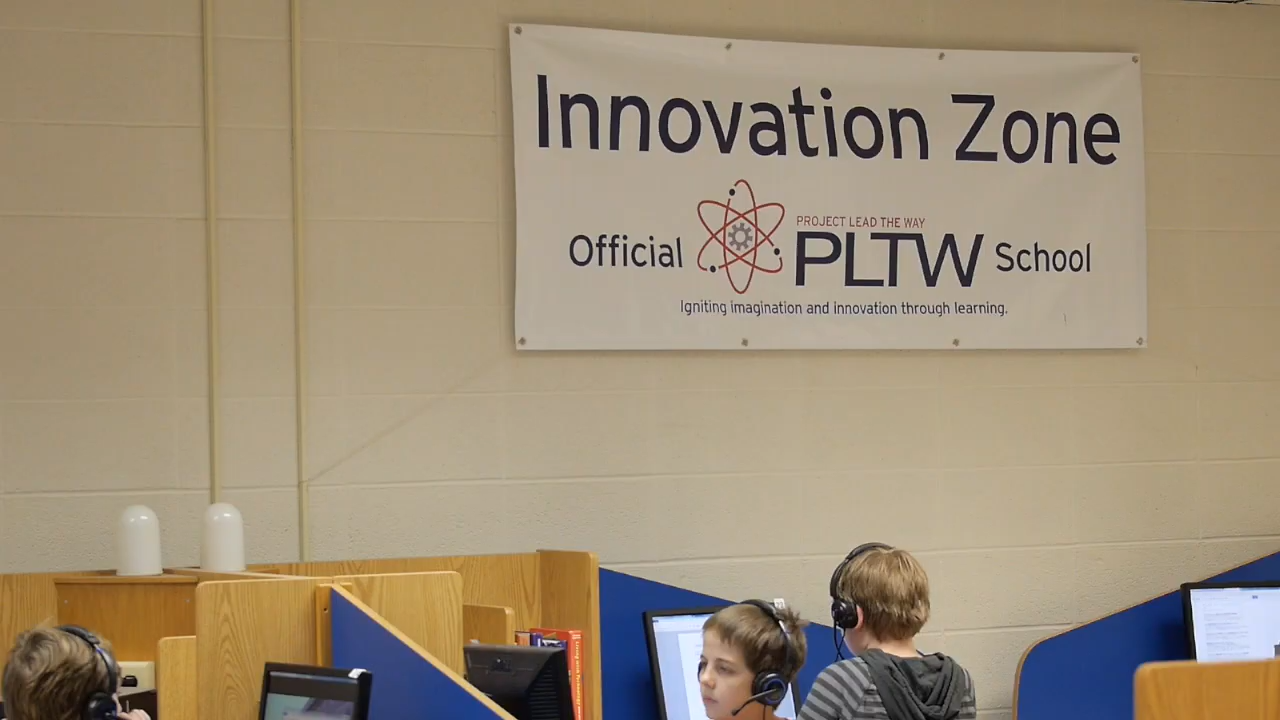 Innovation Zone
PROJECT LEAD THE WAY
Official PLTW School
Igniting imagination and innovation through learning.